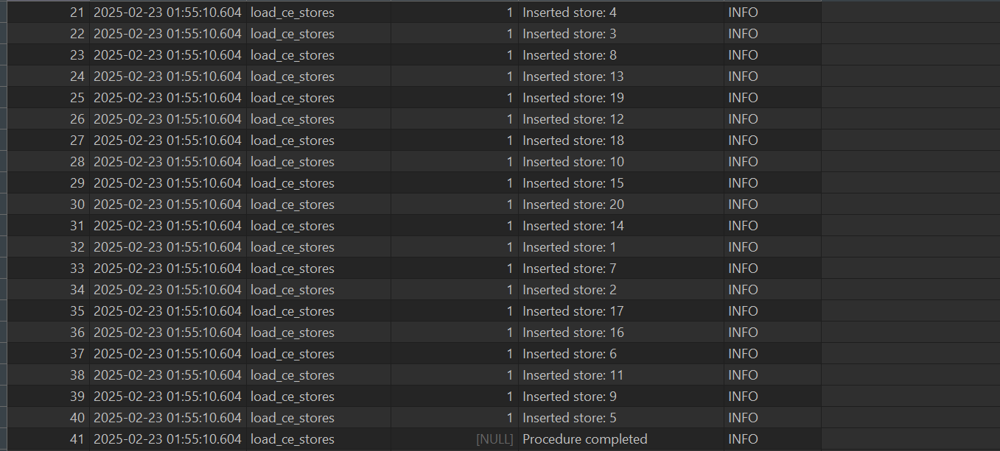 21 2025-02-23 01:55:10.604 load_ce_stores 1 Inserted store: 4 INFO
22 2025-02-23 01:55:10.604 load_ce_stores 1 Inserted store: 3 INFO
23 2025-02-23 01:55:10.604 load_ce_stores 1 Inserted store: 8 INFO
24 2025-02-23 01:55:10.604 load_ce_stores 1 Inserted store: 13 INFO
25 2025-02-23 01:55:10.604 load_ce_stores 1 Inserted store: 19 INFO
26 2025-02-23 01:55:10.604 load_ce_stores 1 Inserted store: 12 INFO
27 2025-02-23 01:55:10.604 load_ce_stores 1 Inserted store: 18 INFO
28 2025-02-23 01:55:10.604 load_ce_stores 1 Inserted store: 10 INFO
29 2025-02-23 01:55:10.604 load_ce_stores 1 Inserted store: 15 INFO
30 2025-02-23 01:55:10.604 load_ce_stores 1 Inserted store: 20 INFO
31 2025-02-23 01:55:10.604 load_ce_stores 1 Inserted store: 14 INFO
32 2025-02-23 01:55:10.604 load_ce_stores 1 Inserted store: 1 INFO
33 2025-02-23 01:55:10.604 load_ce_stores 1 Inserted store: 7 INFO
34 2025-02-23 01:55:10.604 load_ce_stores 1 Inserted store: 2 INFO
35 2025-02-23 01:55:10.604 load_ce_stores 1 Inserted store: 17 INFO
36 2025-02-23 01:55:10.604 load_ce_stores 1 Inserted store: 16 INFO
37 2025-02-23 01:55:10.604 load_ce_stores 1 Inserted store: 6 INFO
38 2025-02-23 01:55:10.604 load_ce_stores 1 Inserted store: 11 INFO
39 2025-02-23 01:55:10.604 load_ce_stores 1 Inserted store: 9 INFO
40 2025-02-23 01:55:10.604 load_ce_stores 1 Inserted store: 5 INFO
41 2025-02-23 01:55:10.604 load_ce_stores [NULL] Procedure completed INFO